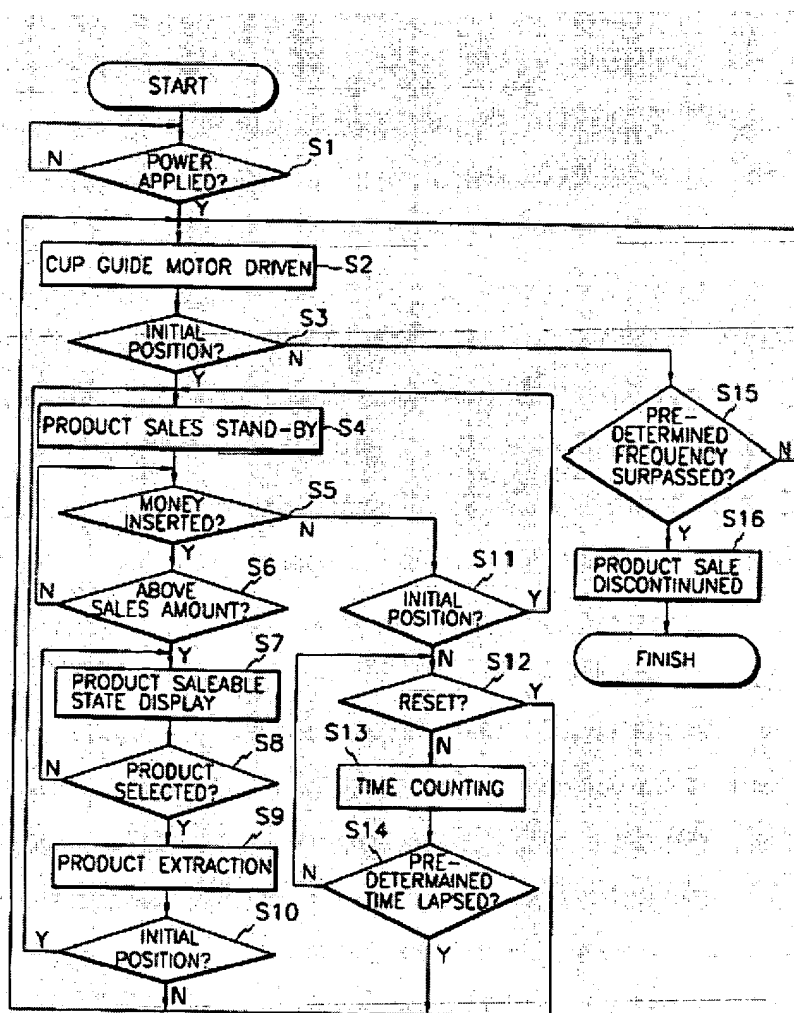 START
N
POWER
APPLIED?
S1
Y
CUP GUIDE MOTOR DRIVEN
S2
INITIAL
POSITION?
S3
N
Y
PRODUCT SALES STAND-BY
S4
S15
PRE-
DETERMINED
FREQUENCY
SURPASSED?
N
Y
MONEY
INSERTED?
S5
N
Y
S16
PRODUCT SALE
DISCONTINUNED
FINISH
ABOVE
SALES AMOUNT?
S6
N
Y
S11
INITIAL
POSITION?
Y
N
S7
PRODUCT SALEABLE
STATE DISPLAY
S12
RESET?
Y
N
S8
PRODUCT
SELECTED?
N
Y
S13
TIME COUNTING
S9
PRODUCT EXTRACTION
S14
PRE-
DETERMAINED
TIME LAPSED?
N
Y
S10
INITIAL
POSITION?
Y
N